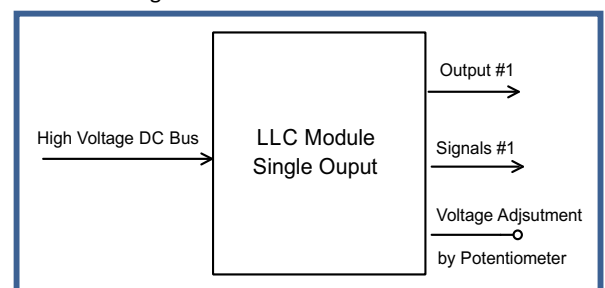 Output #1
High Voltage DC Bus
LLC Module
Single Ouput
Signals #1
Voltage Adjsutment
by Potentiometer